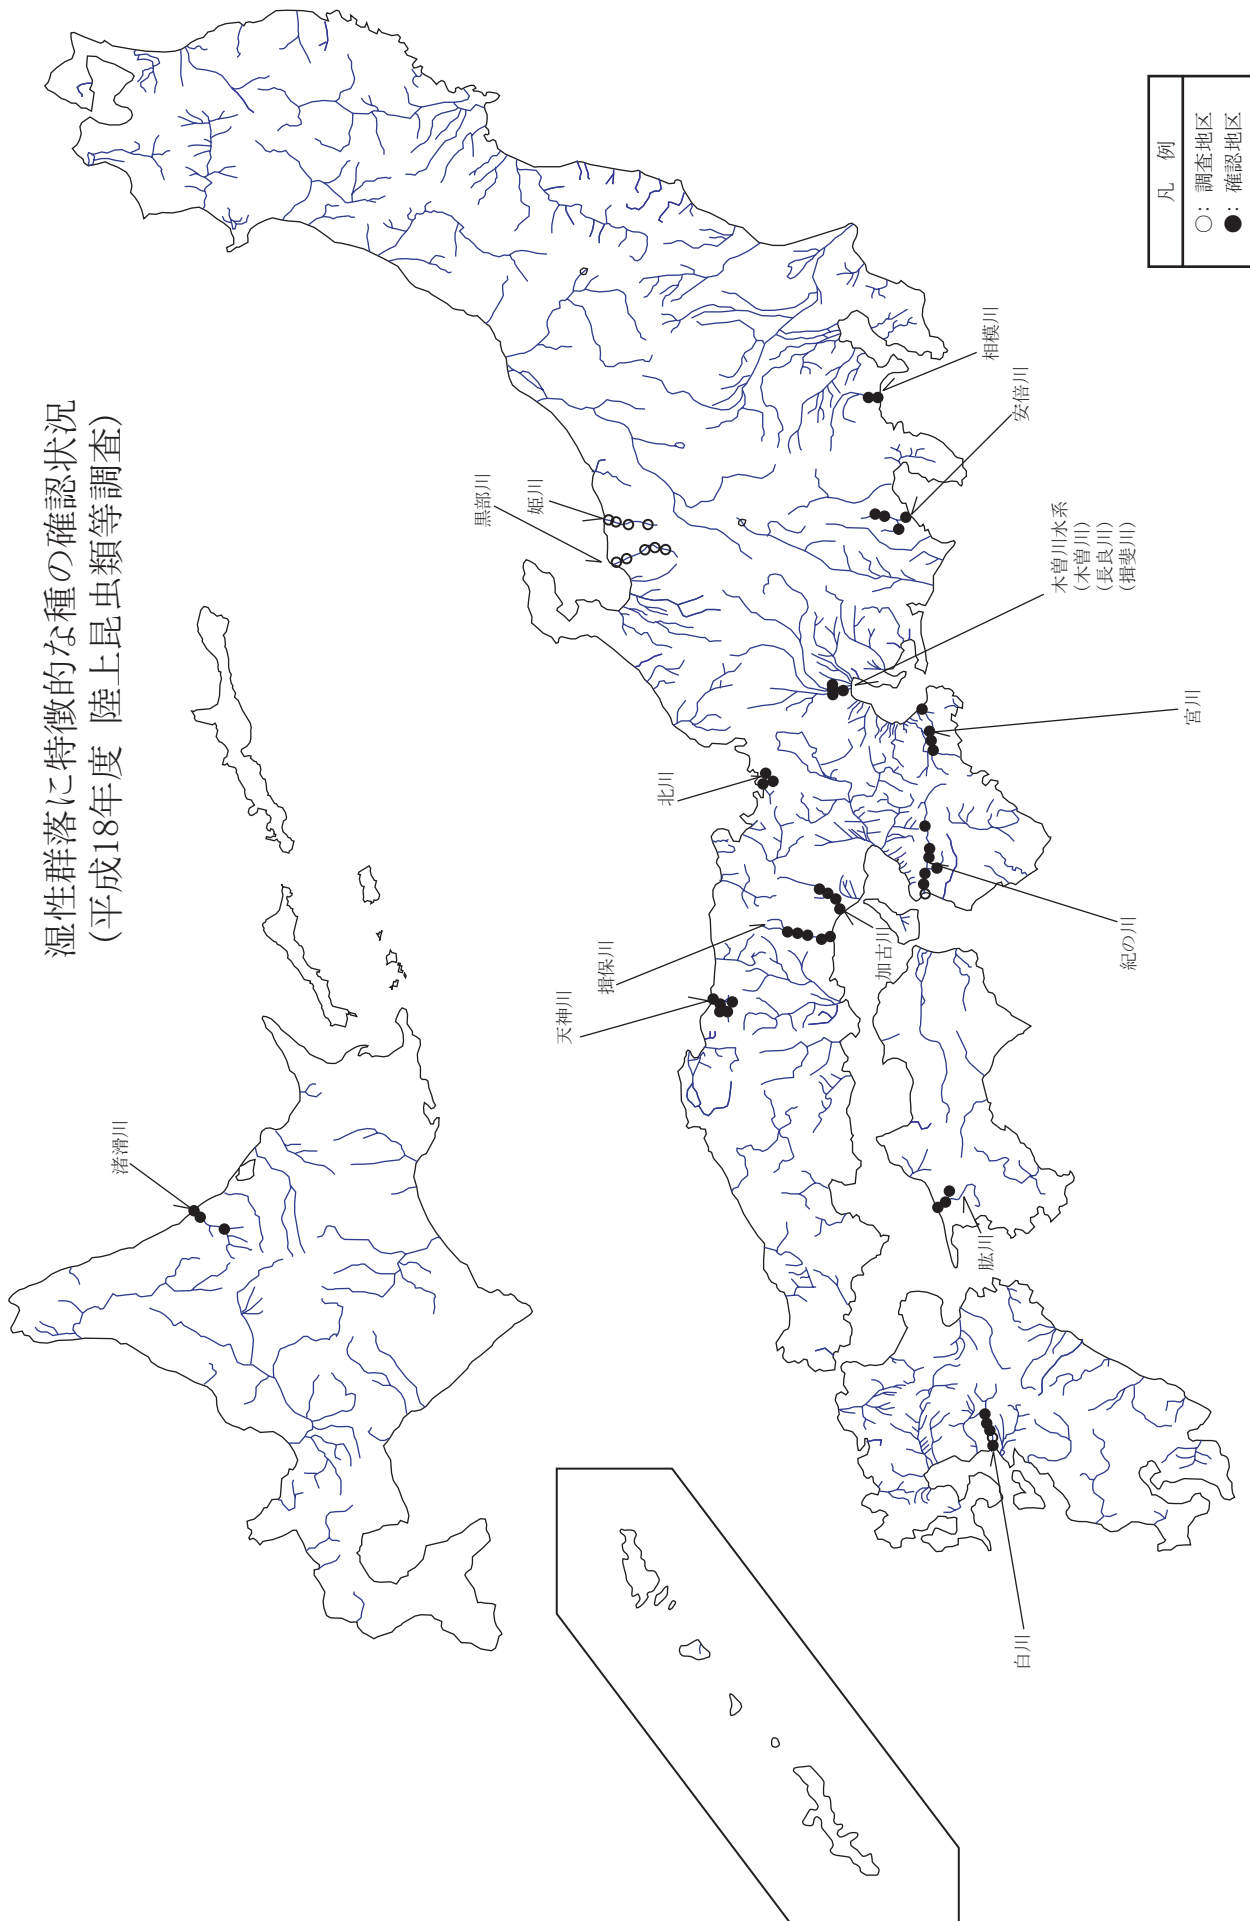 湿性群落に特徴的な種の確認状況
(平成18年度 陸上昆虫類等調査)
渚滑川
黒部川
姫川
相模川
安倍川
木曽川水系
(木曽川)
(長良川)
(揖斐川)
宮川
北川
紀の川
加古川
揖保川
天神川
肱川
白川
凡 例
○: 調査地区
●: 確認地区